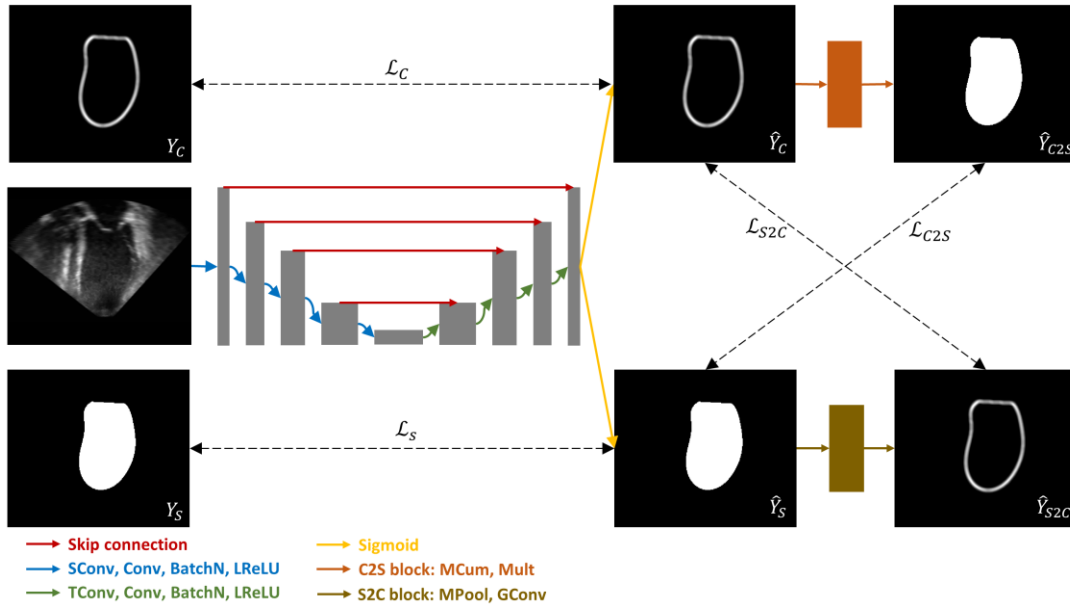 ℒ_C
Y_C
Ŷ_C
Ŷ_C2S
ℒ_S2C
ℒ_C2S
ℒ_s
Y_S
Ŷ_S
Ŷ_S2C
Skip connection
Sigmoid
SConv, Conv, BatchN, LReLU
C2S block: MCum, Mult
TConv, Conv, BatchN, LReLU
S2C block: MPool, GConv